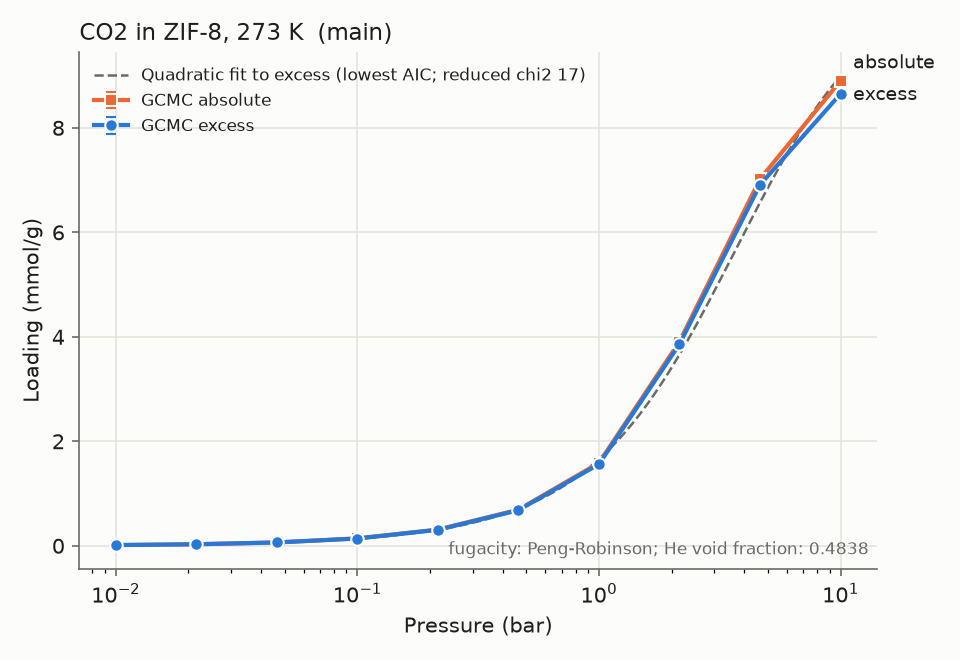 CO2 in ZIF-8, 273 K (main)
Quadratic fit to excess (lowest AIC; reduced chi2 17)
GCMC absolute
GCMC excess
absolute
excess
Loading (mmol/g)
8
6
4
2
0
fugacity: Peng-Robinson; He void fraction: 0.4838
10⁻² 10⁻¹ 10⁰ 10¹
Pressure (bar)